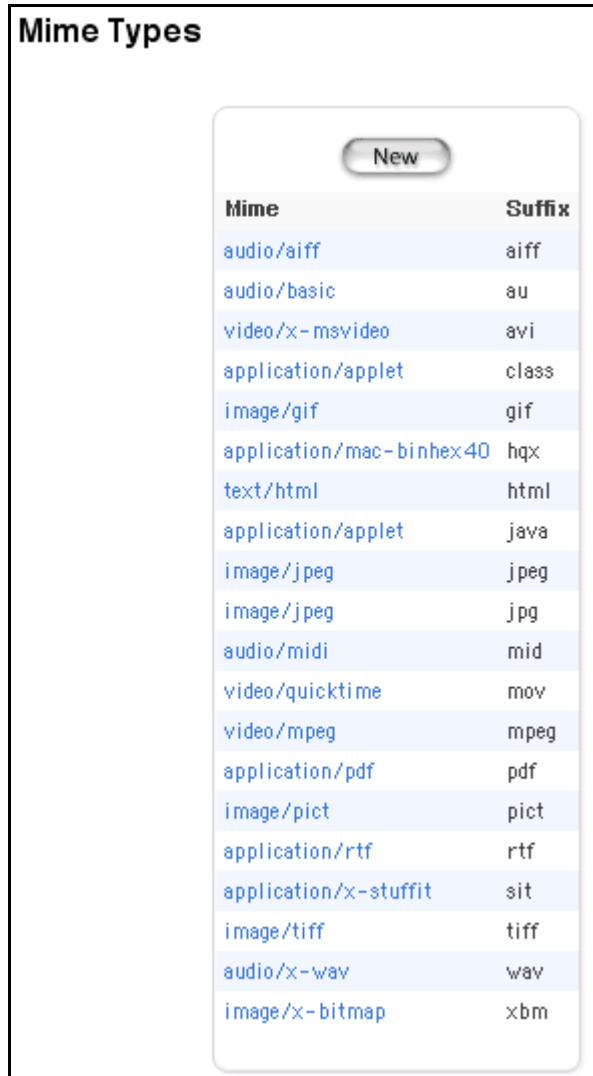 Mime Types
New
Mime Suffix
audio/aiff aiff
audio/basic au
video/x-msvideo avi
application/applet class
image/gif gif
application/mac-binhex40 hqx
text/html html
application/applet java
image/jpeg jpeg
image/jpeg jpg
audio/midi mid
video/quicktime mov
video/mpeg mpeg
application/pdf pdf
image/pict pict
application/rtf rtf
application/x-stuffit sit
image/tiff tiff
audio/x-wav wav
image/x-bitmap xbm